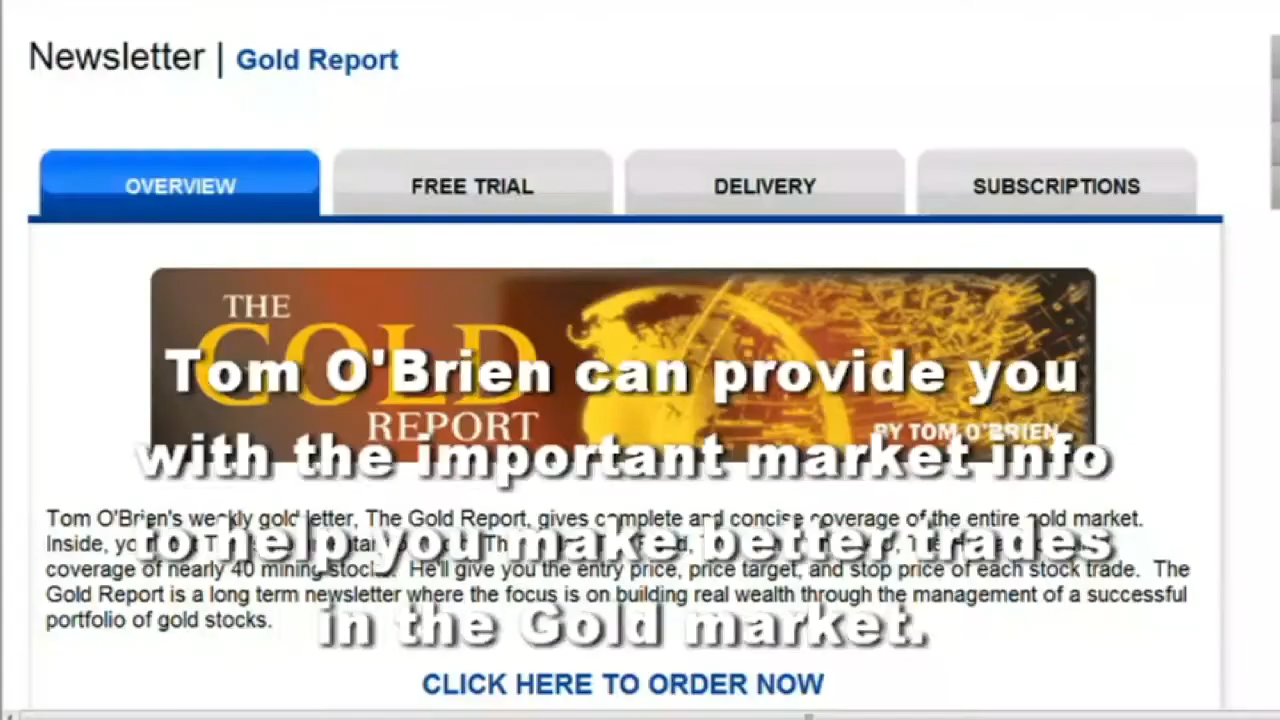 Newsletter | Gold Report
OVERVIEW
FREE TRIAL
DELIVERY
SUBSCRIPTIONS
THE
GOLD
REPORT
BY TOM O'BRIEN
Tom O'Brien can provide you
with the important market info
to help you make better trades
in the Gold market.
Tom O'Brien's weekly gold letter, The Gold Report, gives complete and concise coverage of the entire gold market.
Inside,
coverage of nearly 40 mining stocks. He'll give you the entry price, price target, and stop price of each stock trade. The
Gold Report is a long term newsletter where the focus is on building real wealth through the management of a successful
portfolio of gold stocks.
CLICK HERE TO ORDER NOW